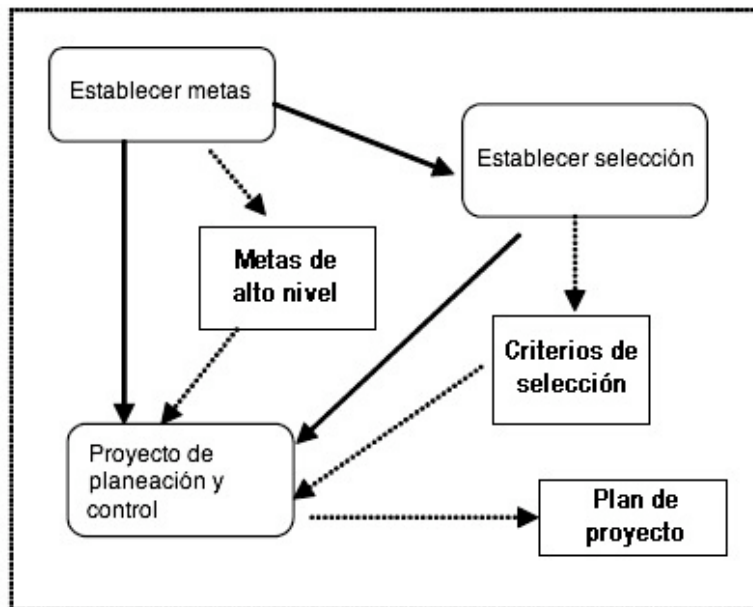 Establecer metas
Establecer selección
Metas de
alto nivel
Criterios de
selección
Proyecto de
planeación y
control
Plan de
proyecto